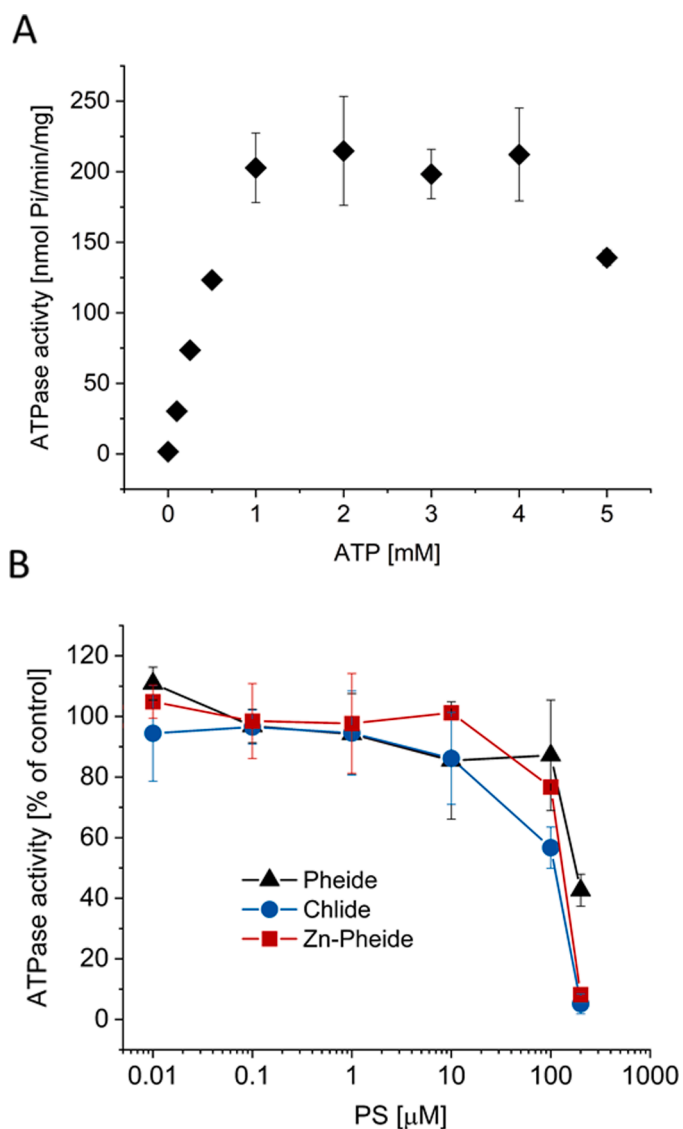 A
ATPase activty [nmol Pi/min/mg]
250
200
150
100
50
0
0 1 2 3 4 5
ATP [mM]
B
ATPase activity [% of control]
120
100
80
60
40
20
0
Pheide
Chlide
Zn-Pheide
0.01 0.1 1 10 100 1000
PS [μM]